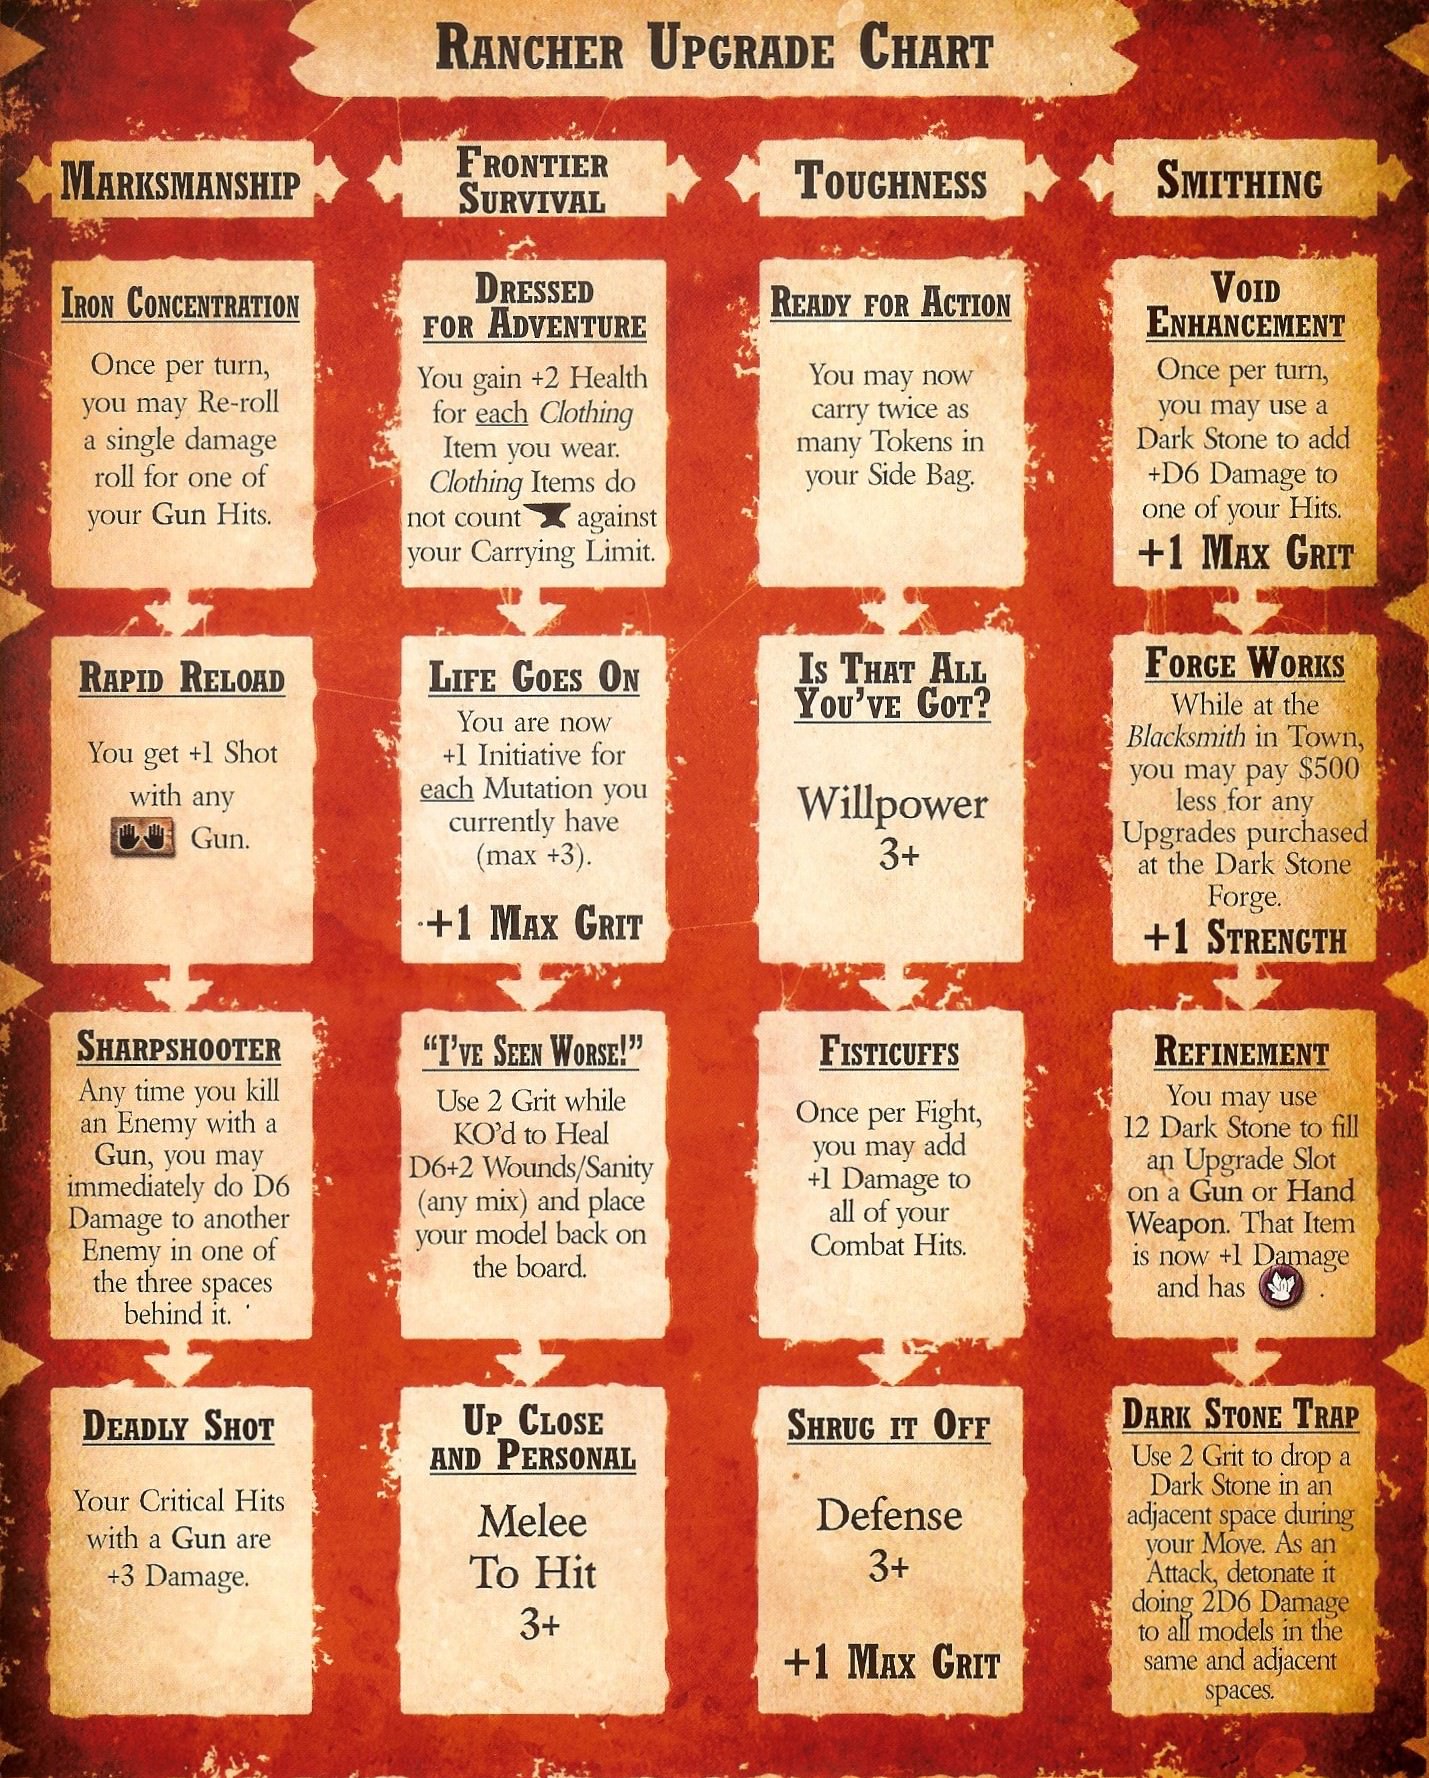 Rancher Upgrade Chart
Marksmanship
Iron Concentration
Once per turn,
you may Re-roll
a single damage
roll for one of
your Gun Hits.
Rapid Reload
You get +1 Shot
with any
Gun.
Sharpshooter
Any time you kill
an Enemy with a
Gun, you may
immediately do D6
Damage to another
Enemy in one of
the three spaces
behind it.
Deadly Shot
Your Critical Hits
with a Gun are
+3 Damage.
Frontier
Survival
Dressed
for Adventure
You gain +2 Health
for each Clothing
Item you wear.
Clothing Items do
not count against
your Carrying Limit.
Life Goes On
You are now
+1 Initiative for
each Mutation you
currently have
(max +3).
+1 Max Grit
"I've Seen Worse!"
Use 2 Grit while
KO'd to Heal
D6+2 Wounds/Sanity
(any mix) and place
your model back on
the board.
Up Close
and Personal
Melee
To Hit
3+
Toughness
Ready for Action
You may now
carry twice as
many Tokens in
your Side Bag.
Is That All
You've Got?
Willpower
3+
Fisticuffs
Once per Fight,
you may add
+1 Damage to
all of your
Combat Hits.
Shrug it Off
Defense
3+
+1 Max Grit
Smithing
Void
Enhancement
Once per turn,
you may use a
Dark Stone to add
+D6 Damage to
one of your Hits.
+1 Max Grit
Forge Works
While at the
Blacksmith in Town,
you may pay $500
less for any
Upgrades purchased
at the Dark Stone
Forge.
+1 Strength
Refinement
You may use
12 Dark Stone to fill
an Upgrade Slot
on a Gun or Hand
Weapon. That Item
is now +1 Damage
and has .
Dark Stone Trap
Use 2 Grit to drop a
Dark Stone in an
adjacent space during
your Move. As an
Attack, detonate it
doing 2D6 Damage
to all models in the
same and adjacent
spaces.